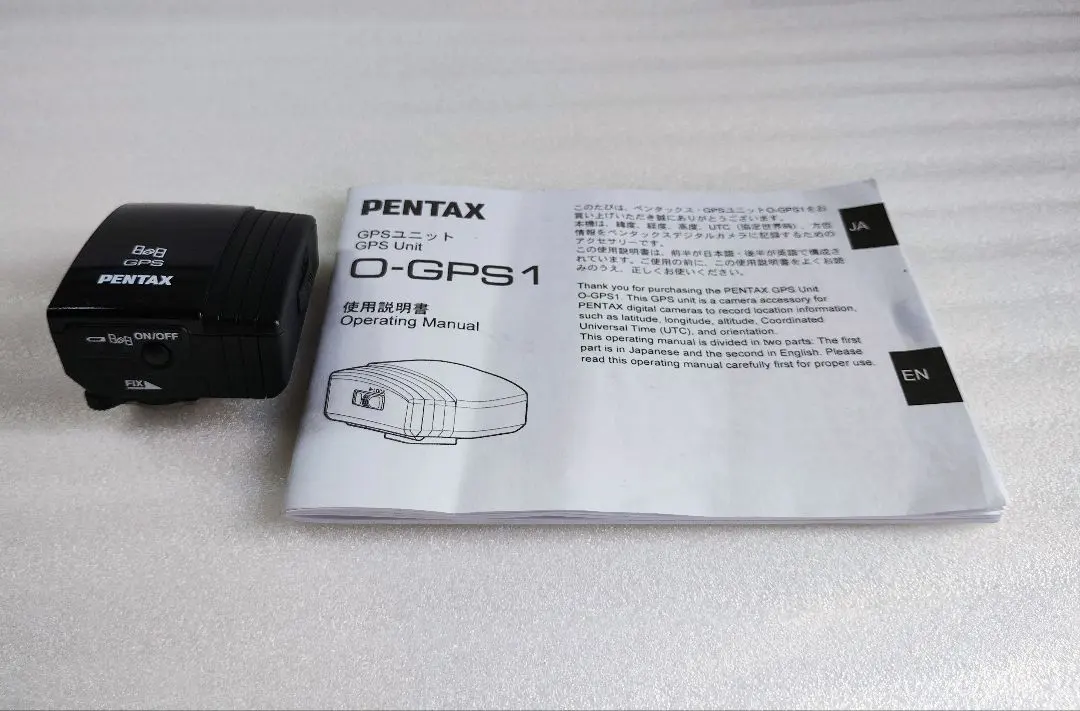 GPS
PENTAX
ON/OFF
FIX
PENTAX
GPSユニット
GPS Unit
O-GPS1
使用説明書
Operating Manual
このたびは、ペンタックス・GPSユニットO-GPS1をお
買い上げいただき誠にありがとうございます。
本機は、緯度、経度、高度、UTC（協定世界時）、方位
情報をペンタックスデジタルカメラに記録するための
アクセサリーです。
この使用説明書は、前半が日本語・後半が英語で構成さ
れています。ご使用の前に、この使用説明書をよくお読
みのうえ、正しくお使いください。
Thank you for purchasing the PENTAX GPS Unit
O-GPS1. This GPS unit is a camera accessory for
PENTAX digital cameras to record location information,
such as latitude, longitude, altitude, Coordinated
Universal Time (UTC), and orientation.
This operating manual is divided in two parts. The first
part is in Japanese and the second in English. Please
read this operating manual carefully first for proper use.
JA
EN